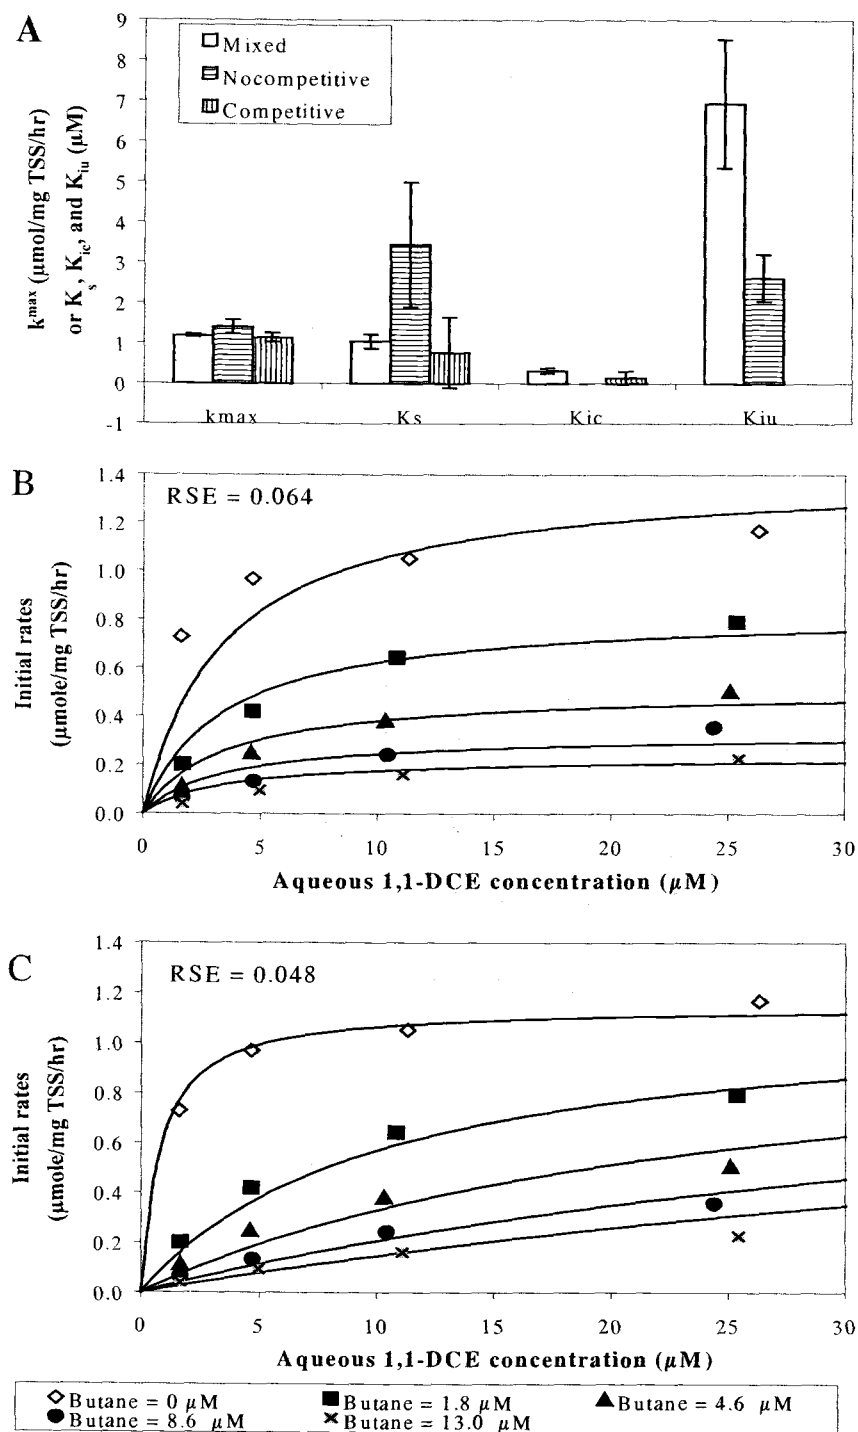 A
9
8
7
6
5
4
3
2
1
0
-1
k^max (μmol/mg TSS/hr)
or K_s, K_ic, and K_iu (μM)
Mixed
Nocompetitive
Competitive
kmax Ks Kic Kiu
B
RSE = 0.064
1.4
1.2
1.0
0.8
0.6
0.4
0.2
0.0
Initial rates
(μmole/mg TSS/hr)
0 5 10 15 20 25 30
Aqueous 1,1-DCE concentration (μM)
C
RSE = 0.048
1.4
1.2
1.0
0.8
0.6
0.4
0.2
0.0
Initial rates
(μmole/mg TSS/hr)
0 5 10 15 20 25 30
Aqueous 1,1-DCE concentration (μM)
Butane = 0 μM Butane = 1.8 μM Butane = 4.6 μM
Butane = 8.6 μM Butane = 13.0 μM